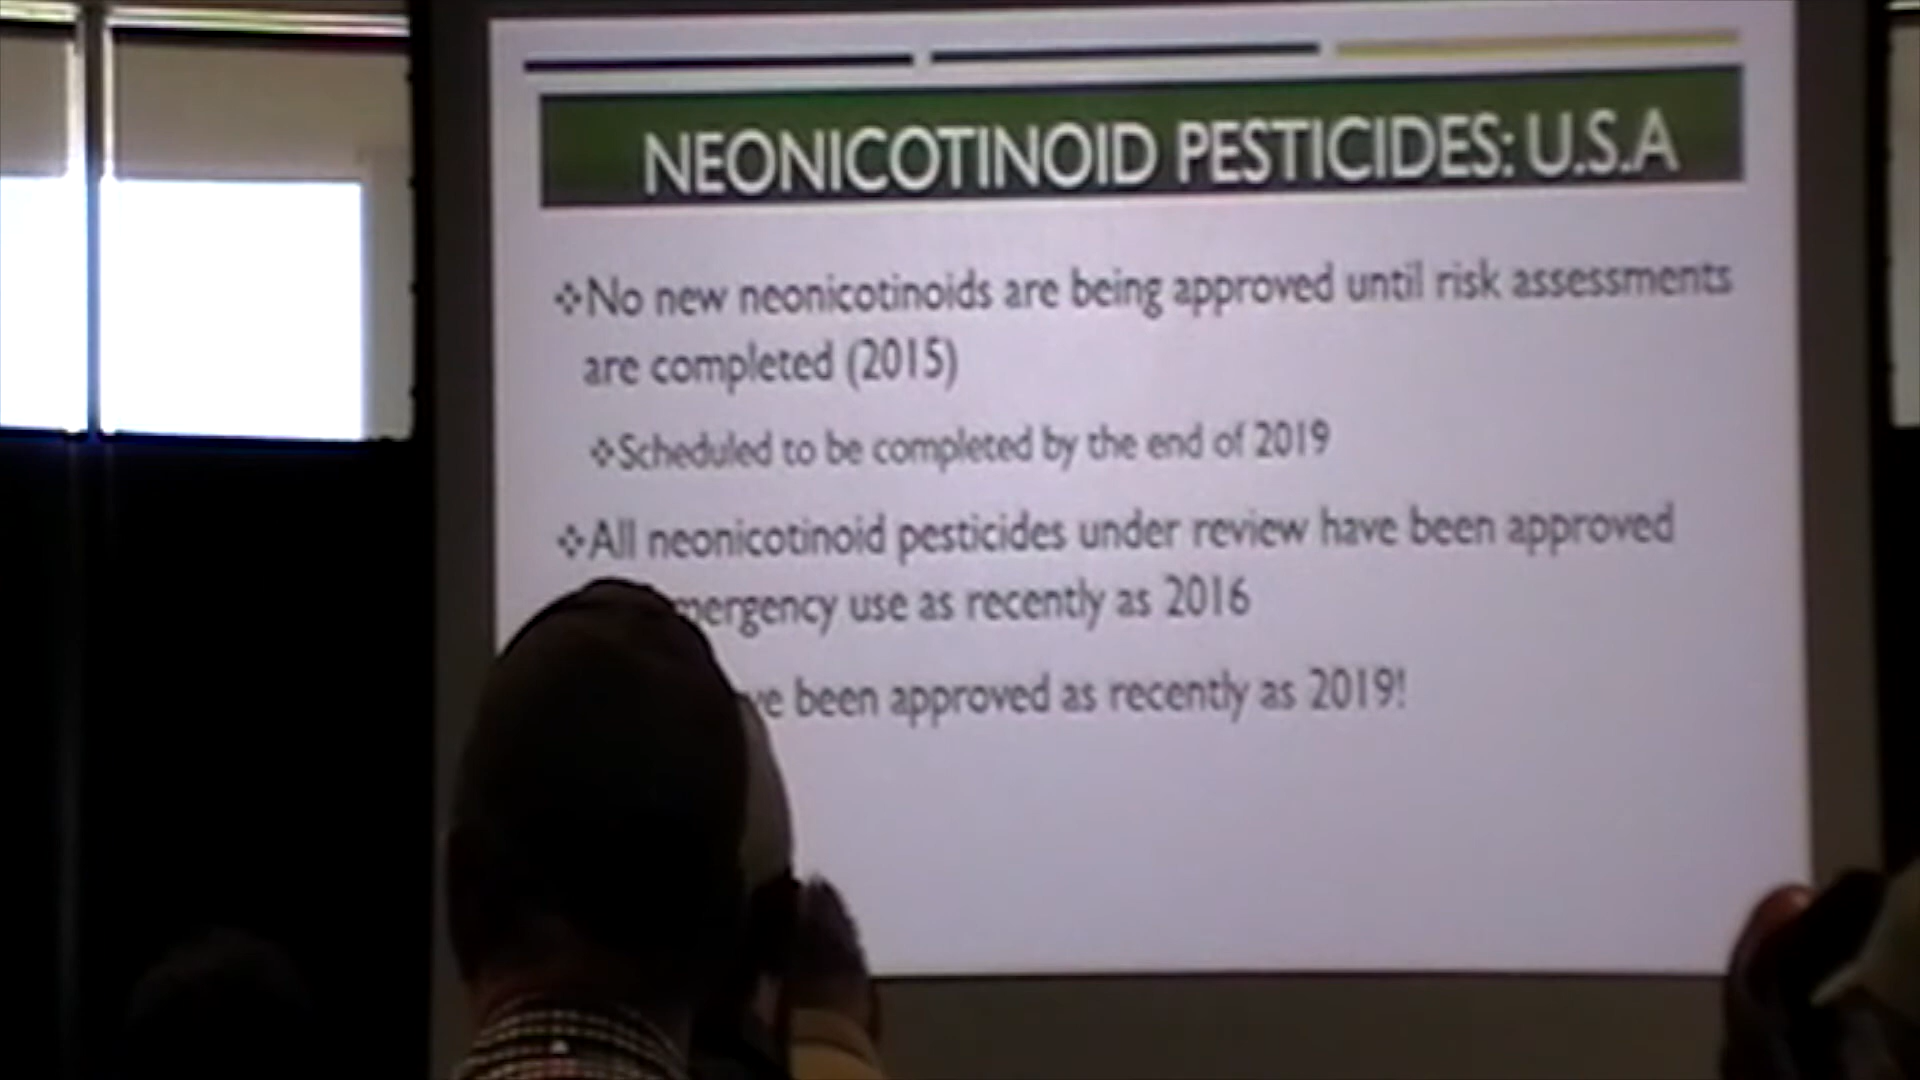 NEONICOTINOID PESTICIDES: U.S.A
❖No new neonicotinoids are being approved until risk assessments
are completed (2015)
❖Scheduled to be completed by the end of 2019
❖All neonicotinoid pesticides under review have been approved
mergency use as recently as 2016
ve been approved as recently as 2019!